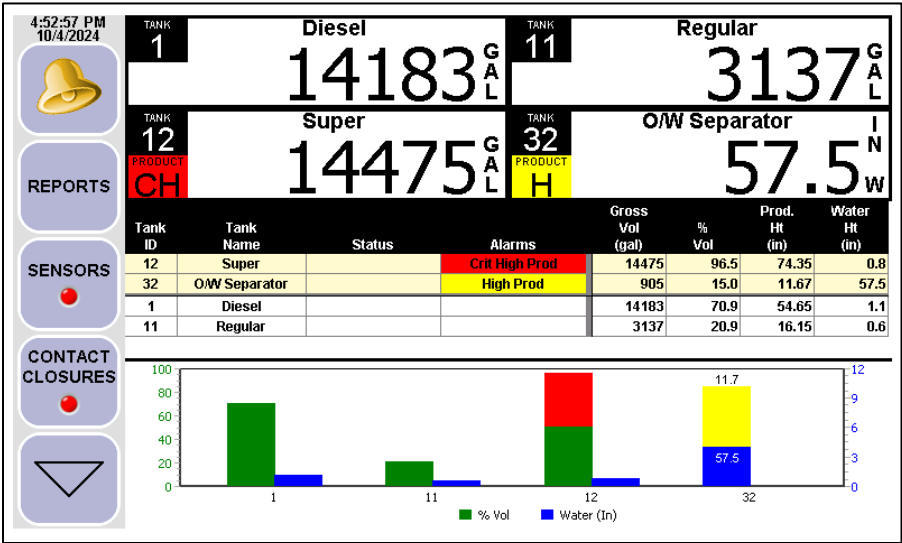 4:52:57 PM
10/4/2024
REPORTS
SENSORS
CONTACT
CLOSURES
TANK
1
Diesel
14183
GAL
TANK
11
Regular
3137
GAL
TANK
12
PRODUCT
CH
Super
14475
GAL
TANK
32
PRODUCT
H
O/W Separator
57.5
IN
W
Tank ID Tank Name Status Alarms Gross Vol (gal) % Vol Prod. Ht (in) Water Ht (in)
12 Super Crit High Prod 14475 96.5 74.35 0.8
32 O/W Separator High Prod 905 15.0 11.67 57.5
1 Diesel 14183 70.9 54.65 1.1
11 Regular 3137 20.9 16.15 0.6
100
80
60
40
20
0
11.7
57.5
12
9
6
3
0
1 11 12 32
% Vol Water (In)